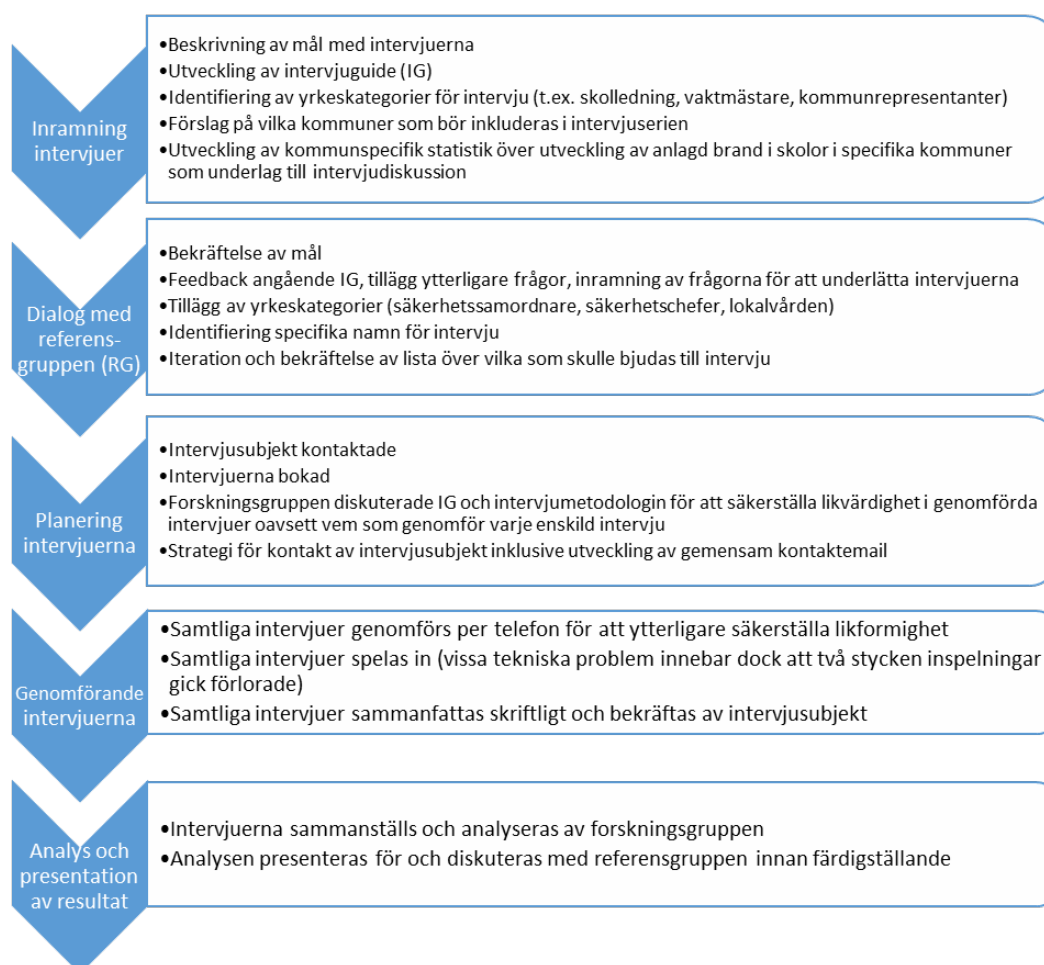 Inramning
intervjuer
•Beskrivning av mål med intervjuerna
•Utveckling av intervjuguide (IG)
•Identifiering av yrkeskategorier för intervju (t.ex. skolledning, vaktmästare, kommunrepresentanter)
•Förslag på vilka kommuner som bör inkluderas i intervjuserien
•Utveckling av kommunspecifik statistik över utveckling av anlagd brand i skolor i specifika kommuner
som underlag till intervjudiskussion
Dialog med
referens-
gruppen (RG)
•Bekräftelse av mål
•Feedback angående IG, tillägg ytterligare frågor, inramning av frågorna för att underlätta intervjuerna
•Tillägg av yrkeskategorier (säkerhetssamordnare, säkerhetschefer, lokalvården)
•Identifiering specifika namn för intervju
•Iteration och bekräftelse av lista över vilka som skulle bjudas till intervju
Planering
intervjuerna
•Intervjusubjekt kontaktade
•Intervjuerna bokad
•Forskningsgruppen diskuterade IG och intervjumetodologin för att säkerställa likvärdighet i genomförda
intervjuer oavsett vem som genomför varje enskild intervju
•Strategi för kontakt av intervjusubjekt inklusive utveckling av gemensam kontaktemail
Genomförande
intervjuerna
•Samtliga intervjuer genomförs per telefon för att ytterligare säkerställa likformighet
•Samtliga intervjuer spelas in (vissa tekniska problem innebar dock att två stycken inspelningar
gick förlorade)
•Samtliga intervjuer sammanfattas skriftligt och bekräftas av intervjusubjekt
Analys och
presentation
av resultat
•Intervjuerna sammanställs och analyseras av forskningsgruppen
•Analysen presenteras för och diskuteras med referensgruppen innan färdigställande